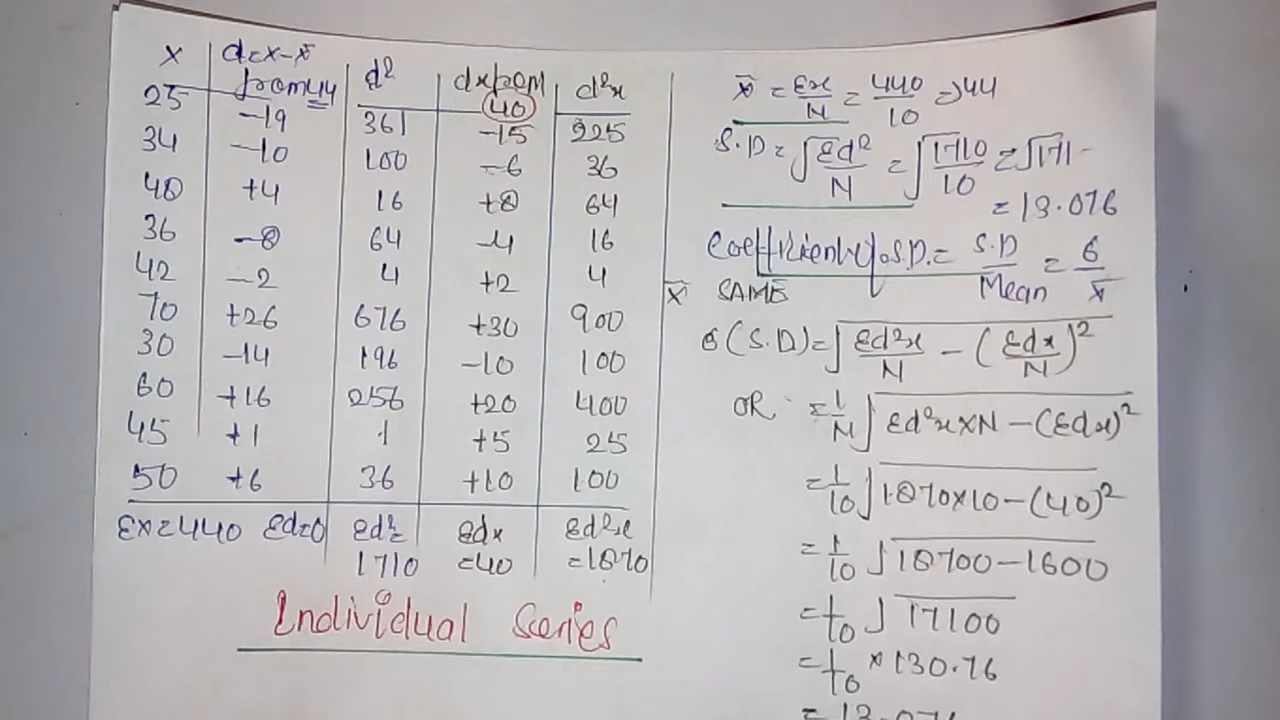 x d=x-x̄ from 44 d² dx from 40 d²x
25 -19 361 -15 225
34 -10 100 -6 36
48 +4 16 +8 64
36 -8 64 -4 16
42 -2 4 +2 4
70 +26 676 +30 900
30 -14 196 -10 100
60 +16 256 +20 400
45 +1 1 +5 25
50 +6 36 +10 100
Σx=440 Σd=0 Σd²= 1710 Σdx =40 Σd²x =1870
Individual Series
x̄ = Σx/N = 440/10 = 44
S.D = √Σd²/N = √1710/10 = √171
= 13.076
Coefficient of S.D. = S.D/Mean = σ/x̄
x̄ SAME
σ (S.D) = √Σd²x/N - (Σdx/N)²
OR = 1/N √Σd²x×N - (Σdx)²
= 1/10 √1870×10 - (40)²
= 1/10 √18700 - 1600
= 1/10 √17100
= 1/10 × 130.76
= 13.076